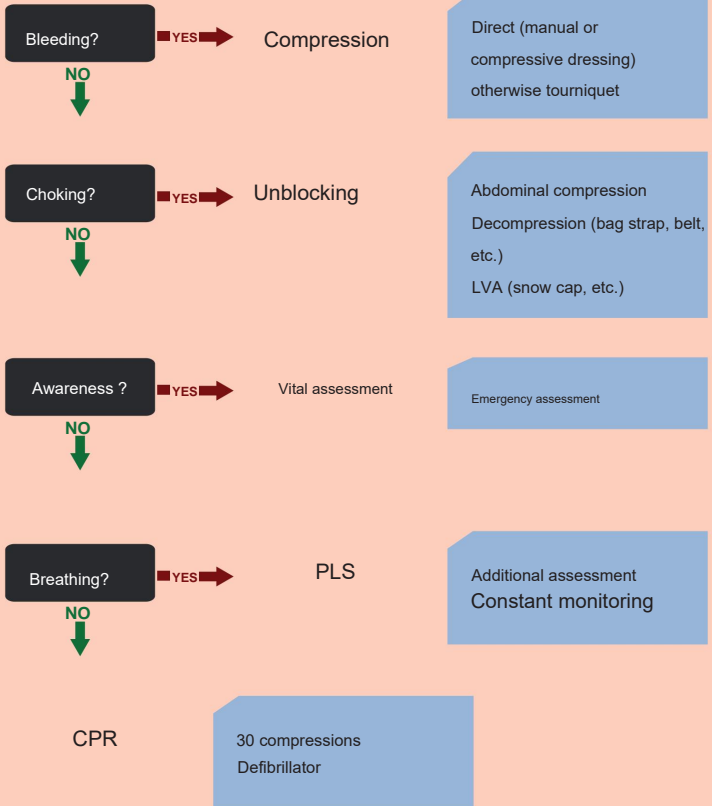 Bleeding?
YES
Compression
Direct (manual or
compressive dressing)
otherwise tourniquet
NO
Choking?
YES
Unblocking
Abdominal compression
Decompression (bag strap, belt,
etc.)
LVA (snow cap, etc.)
NO
Awareness ?
YES
Vital assessment
Emergency assessment
NO
Breathing?
YES
PLS
Additional assessment
Constant monitoring
NO
CPR
30 compressions
Defibrillator